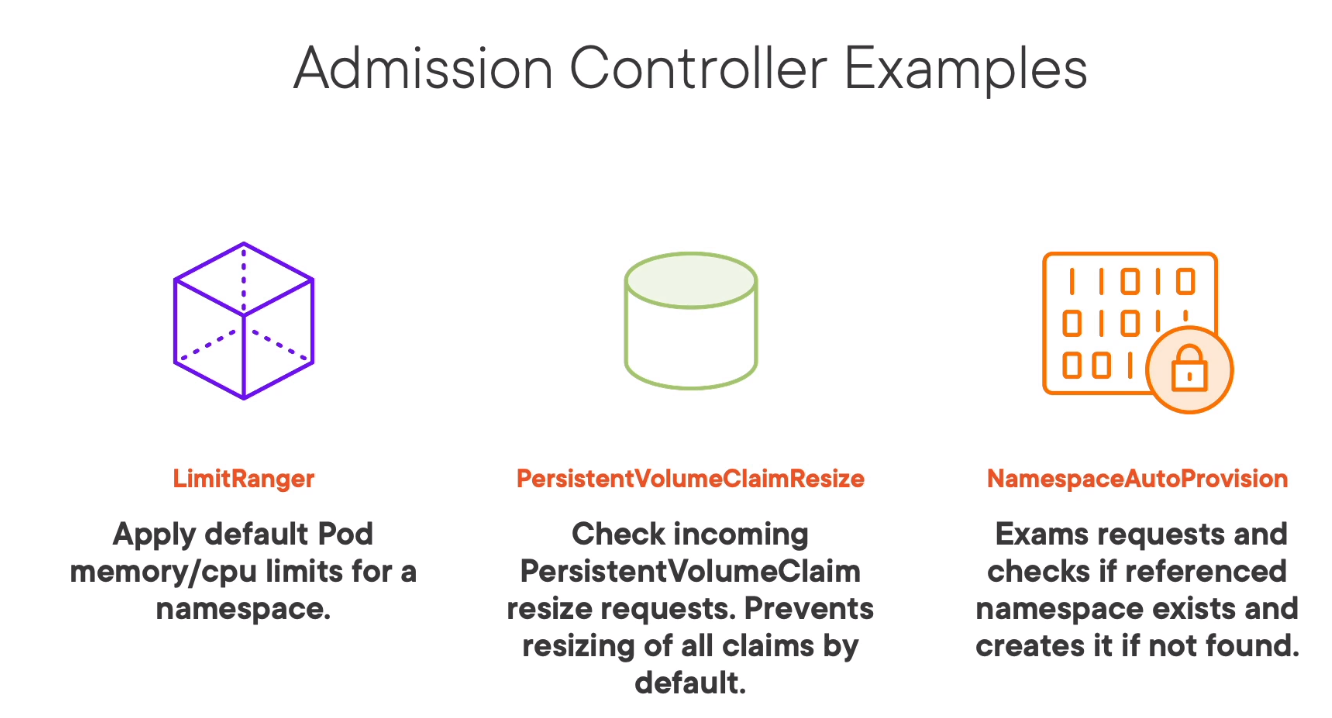 Admission Controller Examples
11010
0101
001
LimitRanger
Apply default Pod
memory/cpu limits for a
namespace.
PersistentVolumeClaimResize
Check incoming
PersistentVolumeClaim
resize requests. Prevents
resizing of all claims by
default.
NamespaceAutoProvision
Exams requests and
checks if referenced
namespace exists and
creates it if not found.